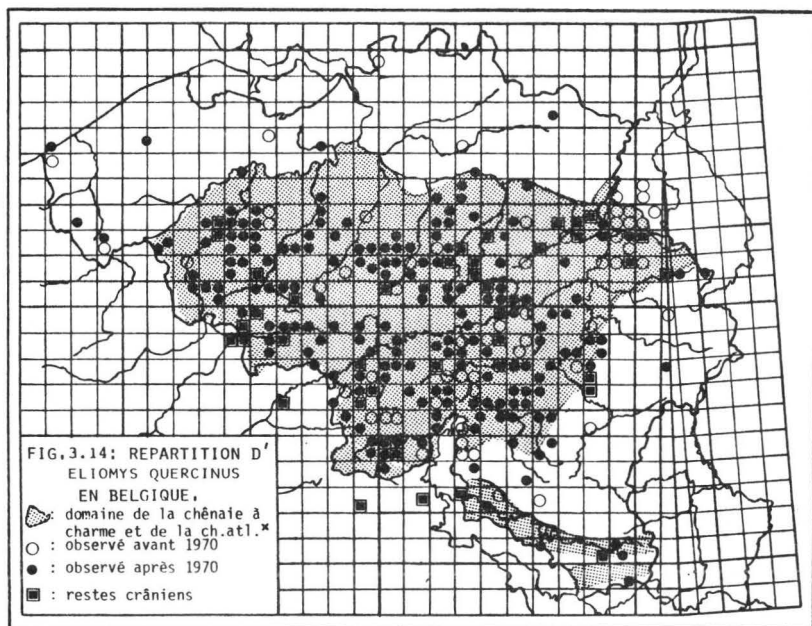 FIG.3.14: REPARTITION D'
ELIOMYS QUERCINUS
EN BELGIQUE.
: domaine de la chênaie à
charme et de la ch.atl.*
: observé avant 1970
: observé après 1970
: restes crâniens